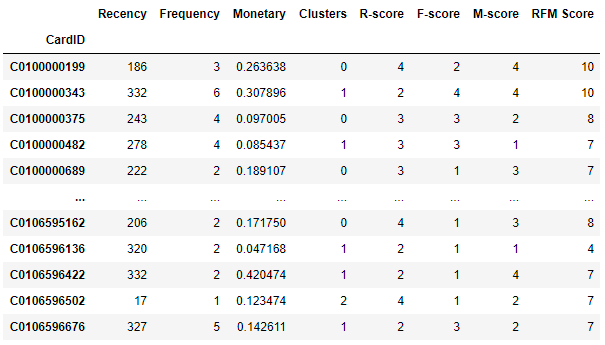 Recency Frequency Monetary Clusters R-score F-score M-score RFM Score
CardID
C0100000199 186 3 0.263638 0 4 2 4 10
C0100000343 332 6 0.307896 1 2 4 4 10
C0100000375 243 4 0.097005 0 3 3 2 8
C0100000482 278 4 0.085437 1 3 3 1 7
C0100000689 222 2 0.189107 0 3 1 3 7
... ... ... ... ... ... ... ... ...
C0106595162 206 2 0.171750 0 4 1 3 8
C0106596136 320 2 0.047168 1 2 1 1 4
C0106596422 332 2 0.420474 1 2 1 4 7
C0106596502 17 1 0.123474 2 4 1 2 7
C0106596676 327 5 0.142611 1 2 3 2 7